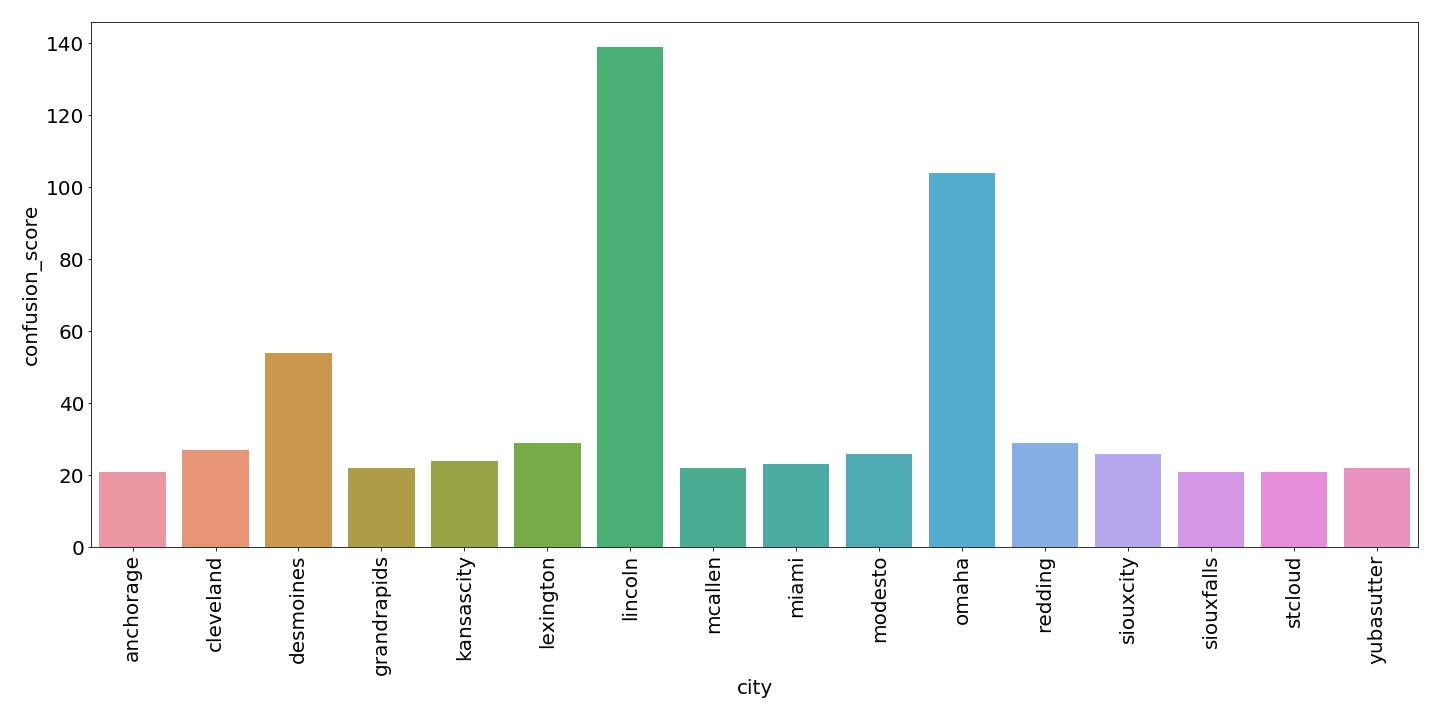 140
120
100
80
60
40
20
0
confusion_score
anchorage
cleveland
desmoines
grandrapids
kansascity
lexington
lincoln
mcallen
miami
modesto
omaha
redding
siouxcity
siouxfalls
stcloud
yubasutter
city